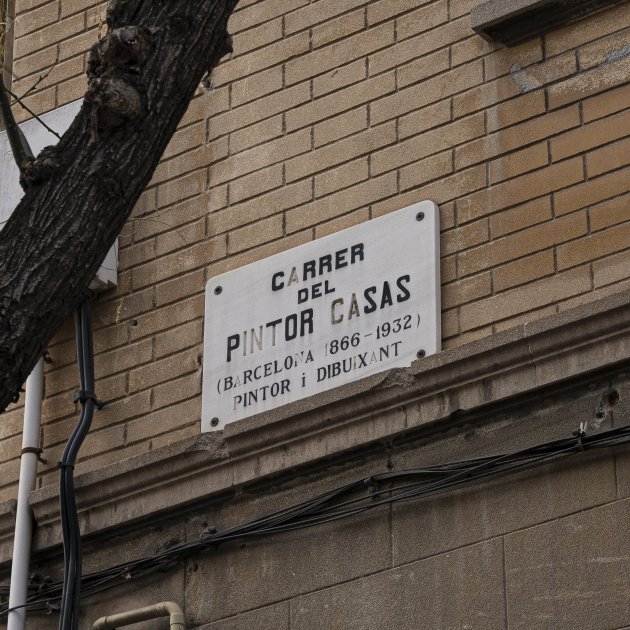 CARRER
DEL
PINTOR CASAS
(BARCELONA 1866-1932)
PINTOR i DIBUIXANT